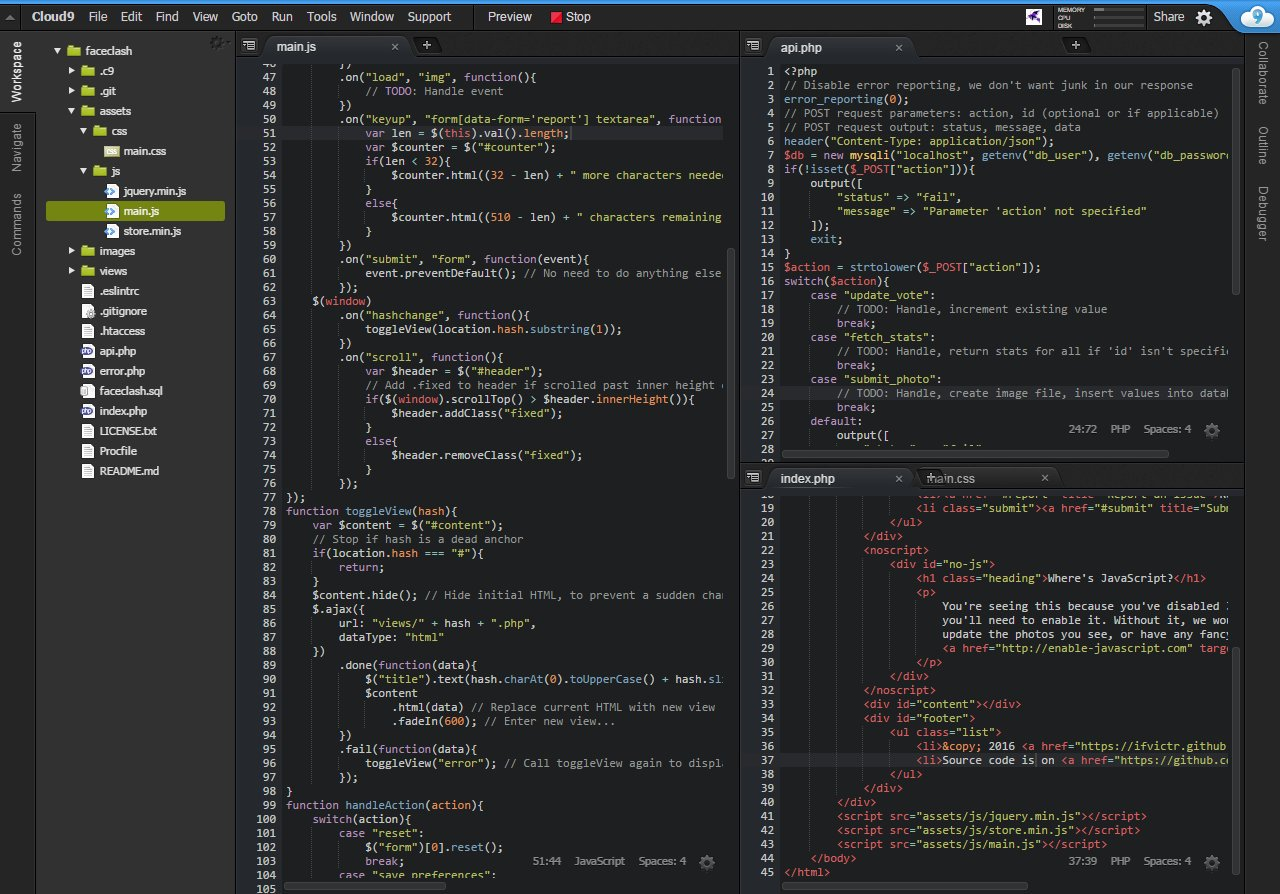 Cloud9 File Edit Find View Goto Run Tools Window Support Preview Stop MEMORY CPU DISK Share
Workspace
Navigate
Commands
faceclash
.c9
.git
assets
css
main.css
js
jquery.min.js
main.js
store.min.js
images
views
.eslintrc
.gitignore
.htaccess
api.php
error.php
faceclash.sql
index.php
LICENSE.txt
Procfile
README.md
main.js
46 })
47 .on("load", "img", function(){
48 // TODO: Handle event
49 })
50 .on("keyup", "form[data-form='report'] textarea", function
51 var len = $(this).val().length;
52 var $counter = $("#counter");
53 if(len < 32){
54 $counter.html((32 - len) + " more characters neede
55 }
56 else{
57 $counter.html((510 - len) + " characters remaining
58 }
59 })
60 .on("submit", "form", function(event){
61 event.preventDefault(); // No need to do anything else
62 });
63 $(window)
64 .on("hashchange", function(){
65 toggleView(location.hash.substring(1));
66 })
67 .on("scroll", function(){
68 var $header = $("#header");
69 // Add .fixed to header if scrolled past inner height
70 if($(window).scrollTop() > $header.innerHeight()){
71 $header.addClass("fixed");
72 }
73 else{
74 $header.removeClass("fixed");
75 }
76 });
77 });
78 function toggleView(hash){
79 var $content = $("#content");
80 // Stop if hash is a dead anchor
81 if(location.hash === "#"){
82 return;
83 }
84 $content.hide(); // Hide initial HTML, to prevent a sudden cha
85 $.ajax({
86 url: "views/" + hash + ".php",
87 dataType: "html"
88 })
89 .done(function(data){
90 $("title").text(hash.charAt(0).toUpperCase() + hash.sli
91 $content
92 .html(data) // Replace current HTML with new view
93 .fadeIn(600); // Enter new view...
94 })
95 .fail(function(data){
96 toggleView("error"); // Call toggleView again to displa
97 });
98 }
99 function handleAction(action){
100 switch(action){
101 case "reset":
102 $("form")[0].reset();
103 break;
104 case "save_preferences":
105
51:44 JavaScript Spaces: 4
api.php
1 <?php
2 // Disable error reporting, we don't want junk in our response
3 error_reporting(0);
4 // POST request parameters: action, id (optional or if applicable)
5 // POST request output: status, message, data
6 header("Content-Type: application/json");
7 $db = new mysqli("localhost", getenv("db_user"), getenv("db_passwor
8 if(!isset($_POST["action"])){
9 output([
10 "status" => "fail",
11 "message" => "Parameter 'action' not specified"
12 ]);
13 exit;
14 }
15 $action = strtolower($_POST["action"]);
16 switch($action){
17 case "update_vote":
18 // TODO: Handle, increment existing value
19 break;
20 case "fetch_stats":
21 // TODO: Handle, return stats for all if 'id' isn't specifi
22 break;
23 case "submit_photo":
24 // TODO: Handle, create image file, insert values into datal
25 break;
26 default:
27 output([
28
29
24:72 PHP Spaces: 4
index.php
main.css
18 <li><a href="#report" title="Report an issue">
19 <li class="submit"><a href="#submit" title="Sub
20 </ul>
21 </div>
22 <noscript>
23 <div id="no-js">
24 <h1 class="heading">Where's JavaScript?</h1>
25 <p>
26 You're seeing this because you've disabled
27 you'll need to enable it. Without it, we wou
28 update the photos you see, or have any fancy
29 <a href="http://enable-javascript.com" targe
30 </p>
31 </div>
32 </noscript>
33 <div id="content"></div>
34 <div id="footer">
35 <ul class="list">
36 <li>&copy; 2016 <a href="https://ifvictr.github
37 <li>Source code is on <a href="https://github.c
38 </ul>
39 </div>
40 </div>
41 <script src="assets/js/jquery.min.js"></script>
42 <script src="assets/js/store.min.js"></script>
43 <script src="assets/js/main.js"></script>
44 </body>
45 </html>
37:39 PHP Spaces: 4
Collaborate
Outline
Debugger